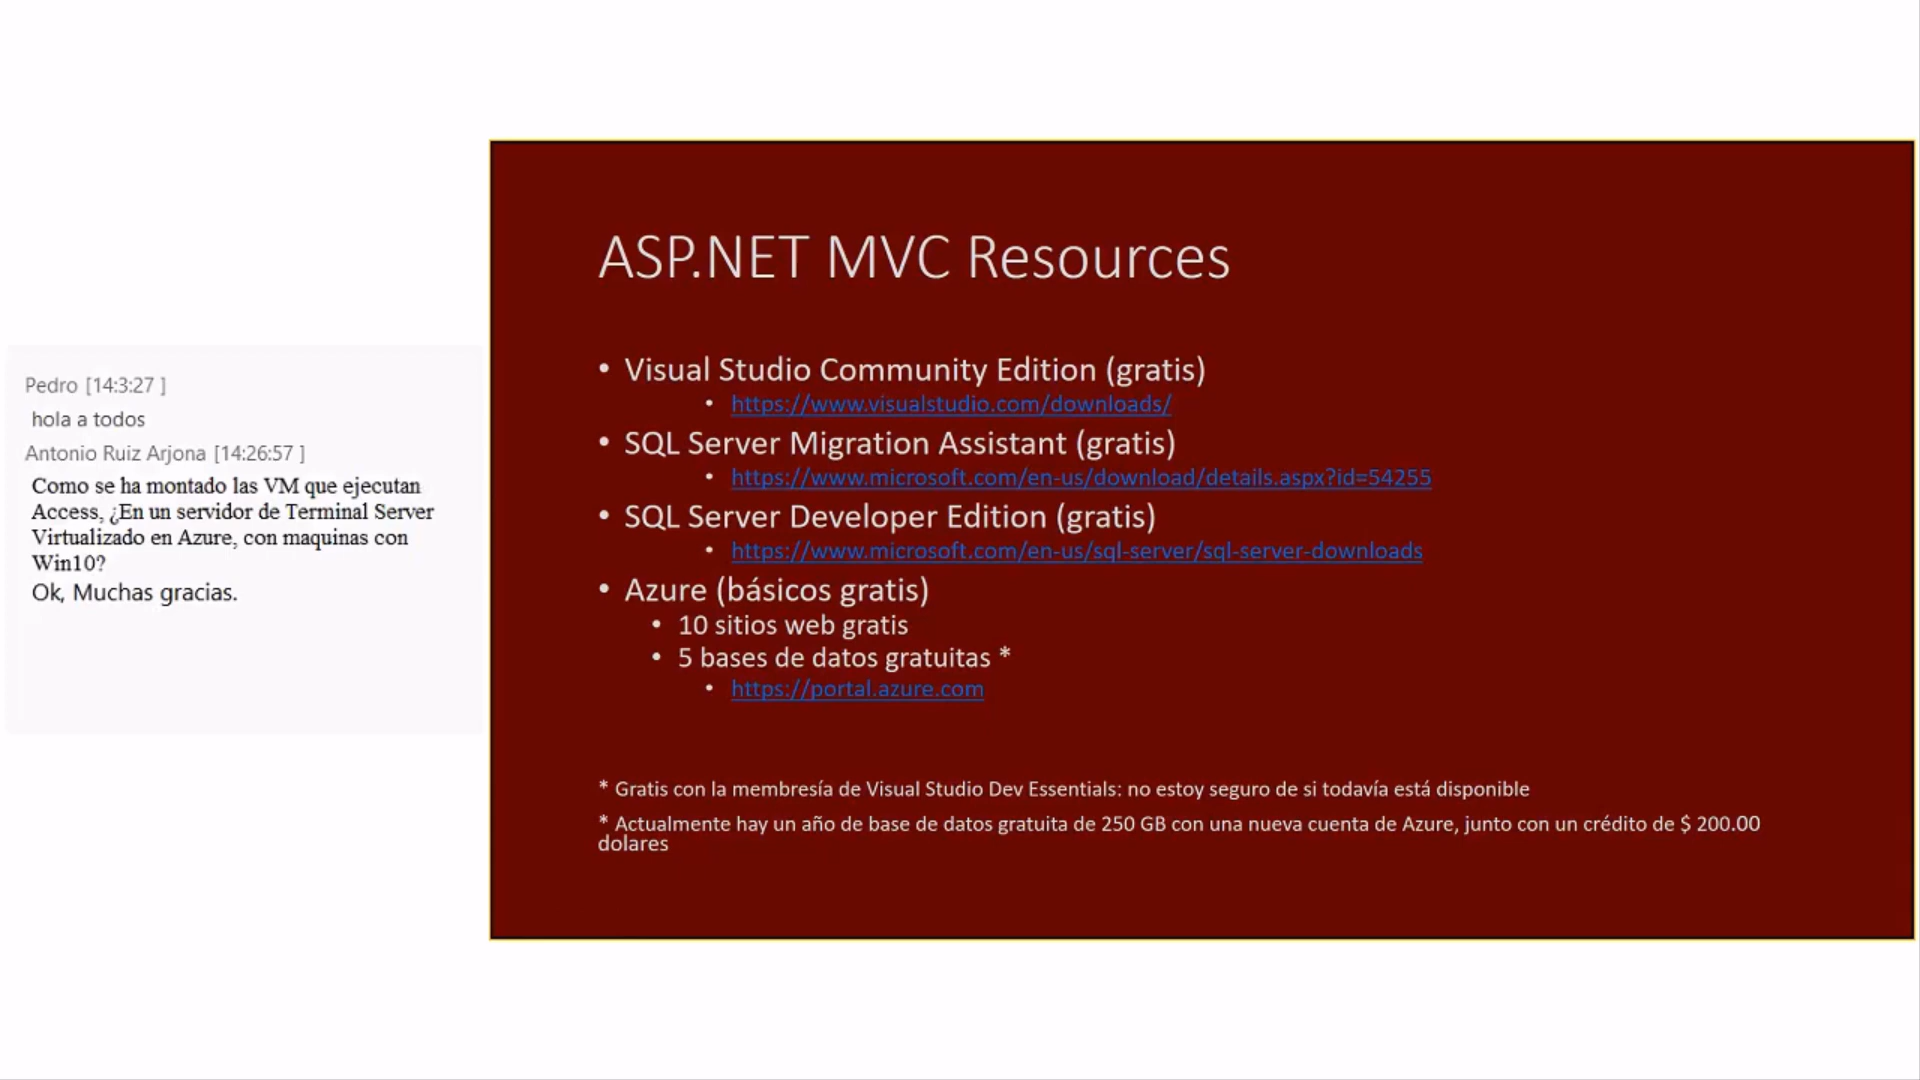 Pedro [14:3:27 ]
hola a todos
Antonio Ruiz Arjona [14:26:57 ]
Como se ha montado las VM que ejecutan
Access, ¿En un servidor de Terminal Server
Virtualizado en Azure, con maquinas con
Win10?
Ok, Muchas gracias.
ASP.NET MVC Resources
• Visual Studio Community Edition (gratis)
• https://www.visualstudio.com/downloads/
• SQL Server Migration Assistant (gratis)
• https://www.microsoft.com/en-us/download/details.aspx?id=54255
• SQL Server Developer Edition (gratis)
• https://www.microsoft.com/en-us/sql-server/sql-server-downloads
• Azure (básicos gratis)
• 10 sitios web gratis
• 5 bases de datos gratuitas *
• https://portal.azure.com
* Gratis con la membresía de Visual Studio Dev Essentials: no estoy seguro de si todavía está disponible
* Actualmente hay un año de base de datos gratuita de 250 GB con una nueva cuenta de Azure, junto con un crédito de $ 200.00
dolares